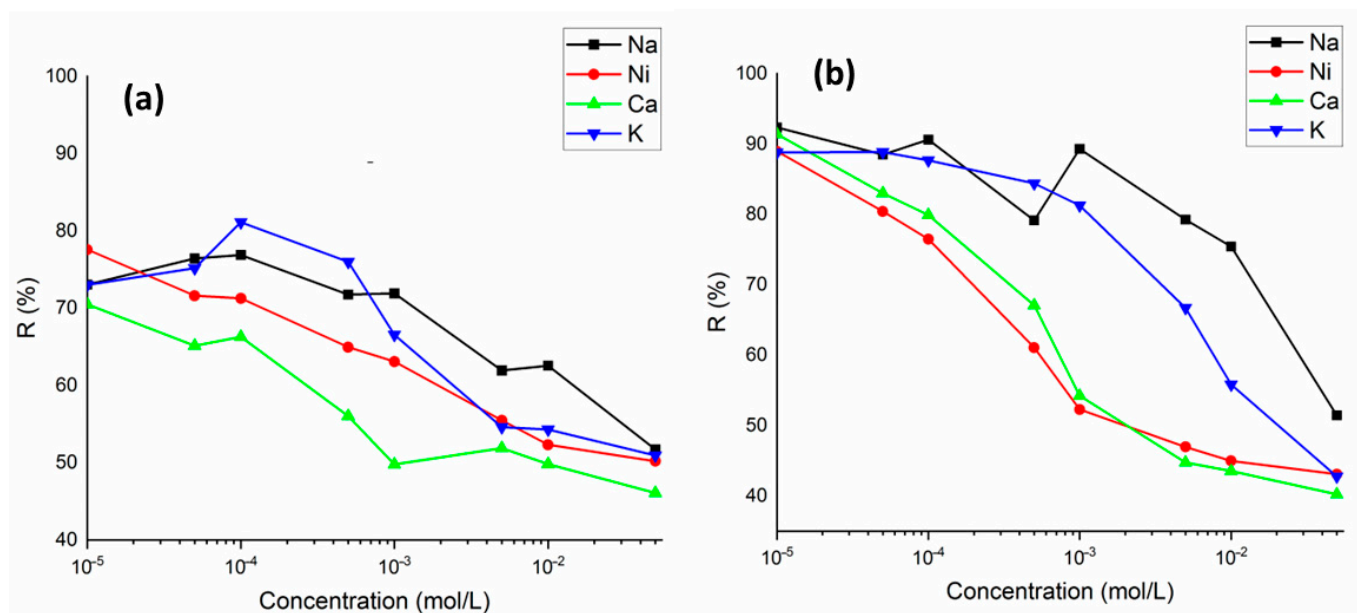 (a)
Na
Ni
Ca
K
100
90
80
70
60
50
40
R (%)
10⁻⁵
10⁻⁴
10⁻³
10⁻²
Concentration (mol/L)
(b)
Na
Ni
Ca
K
100
90
80
70
60
50
40
R (%)
10⁻⁵
10⁻⁴
10⁻³
10⁻²
Concentration (mol/L)